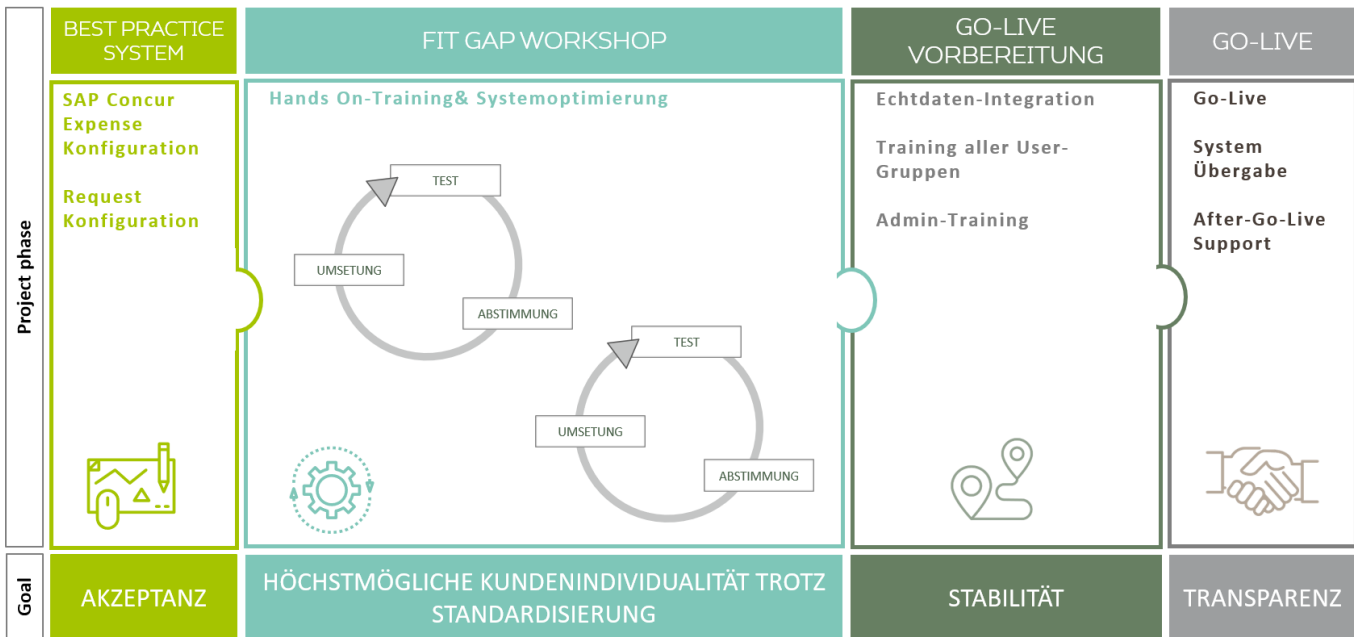 BEST PRACTICE
SYSTEM
FIT GAP WORKSHOP
GO-LIVE
VORBEREITUNG
GO-LIVE
Project phase
SAP Concur
Expense
Konfiguration
Request
Konfiguration
Hands On-Training& Systemoptimierung
TEST
UMSETUNG
ABSTIMMUNG
TEST
UMSETUNG
ABSTIMMUNG
Echtdaten-Integration
Training aller User-
Gruppen
Admin-Training
Go-Live
System
Übergabe
After-Go-Live
Support
Goal
AKZEPTANZ
HÖCHSTMÖGLICHE KUNDENINDIVIDUALITÄT TROTZ
STANDARDISIERUNG
STABILITÄT
TRANSPARENZ